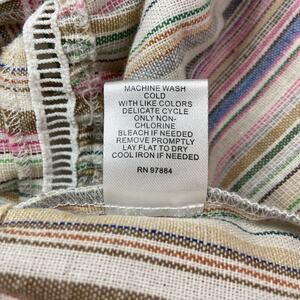 MACHINE WASH
COLD
WITH LIKE COLORS
DELICATE CYCLE
ONLY NON-
CHLORINE
BLEACH IF NEEDED
REMOVE PROMPTLY
LAY FLAT TO DRY
COOL IRON IF NEEDED
RN 97884